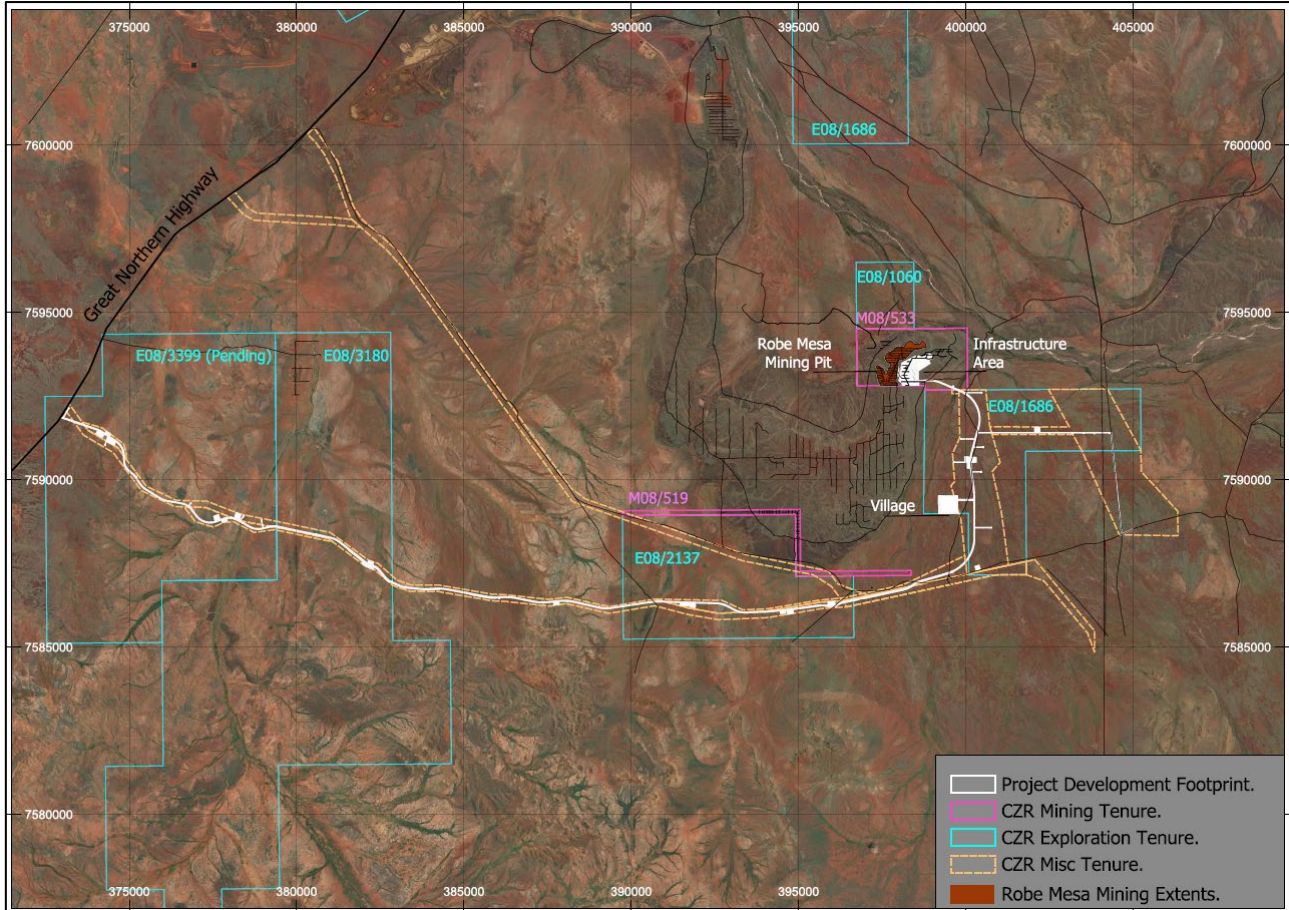 375000
380000
385000
390000
395000
400000
405000
E08/1686
7600000
7600000
Great Northern Highway
E08/1060
7595000
7595000
M08/533
Robe Mesa
Mining Pit
Infrastructure
Area
E08/3399 (Pending)
E08/3180
E08/1686
7590000
7590000
M08/519
Village
E08/2137
7585000
7585000
7580000
375000
380000
385000
390000
395000
Project Development Footprint.
CZR Mining Tenure.
CZR Exploration Tenure.
CZR Misc Tenure.
Robe Mesa Mining Extents.